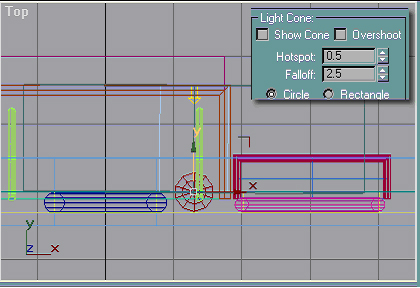 Top
Light Cone:
Show Cone Overshoot
Hotspot: 0.5
Falloff: 2.5
Circle Rectangle
y
x
y
z x